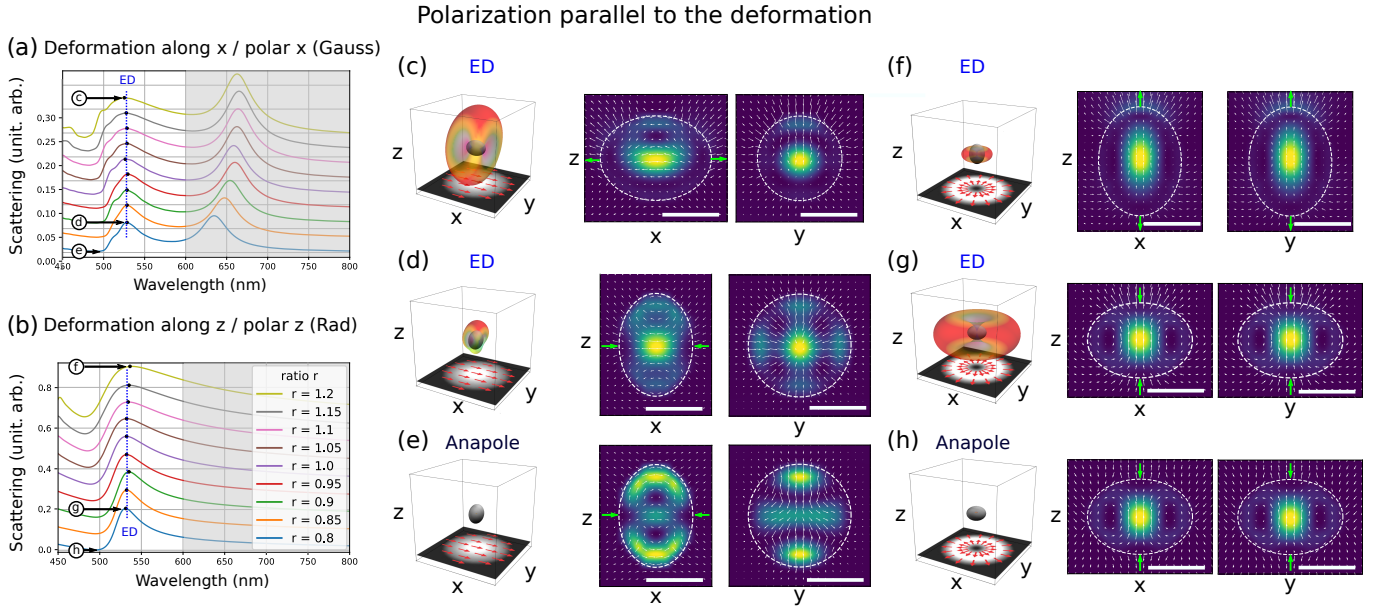 Polarization parallel to the deformation
(a) Deformation along x / polar x (Gauss)
Scattering (unit. arb.)
0.30
0.25
0.20
0.15
0.10
0.05
0.00
ED
c
d
e
450 500 550 600 650 700 750 800
Wavelength (nm)
(b) Deformation along z / polar z (Rad)
Scattering (unit. arb.)
0.8
0.6
0.4
0.2
0.0
f
g
h
ED
ratio r
r = 1.2
r = 1.15
r = 1.1
r = 1.05
r = 1.0
r = 0.95
r = 0.9
r = 0.85
r = 0.8
450 500 550 600 650 700 750 800
Wavelength (nm)
(c) ED
z
x
y
z
x
y
(d) ED
z
x
y
z
x
y
(e) Anapole
z
x
y
z
x
y
(f) ED
z
x
y
z
x
y
(g) ED
z
x
y
z
x
y
(h) Anapole
z
x
y
z
x
y